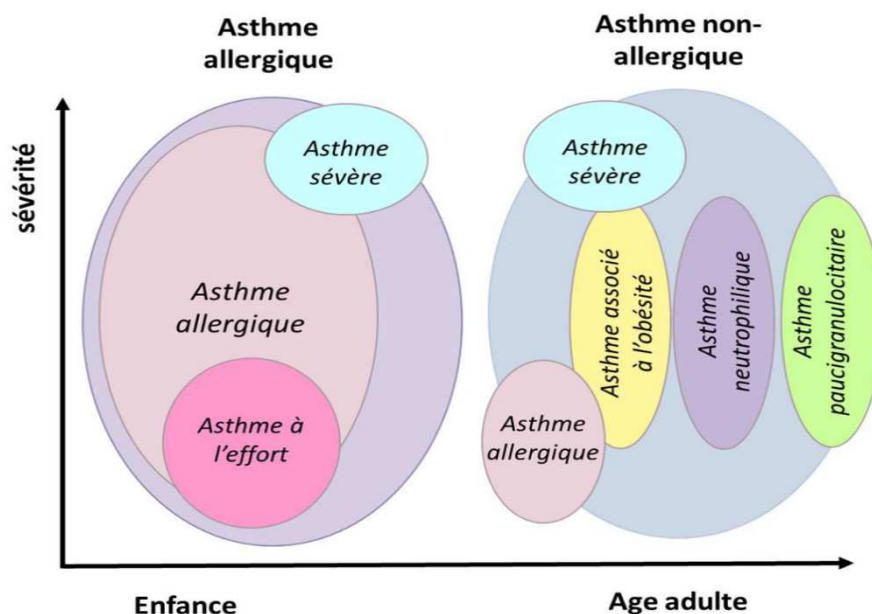 Asthme
allergique
Asthme non-
allergique
sévérité
Asthme
sévère
Asthme
allergique
Asthme à
l'effort
Asthme
sévère
Asthme associé
à l'obésité
Asthme
neutrophilique
Asthme
paucigranulocitaire
Asthme
allergique
Enfance
Age adulte